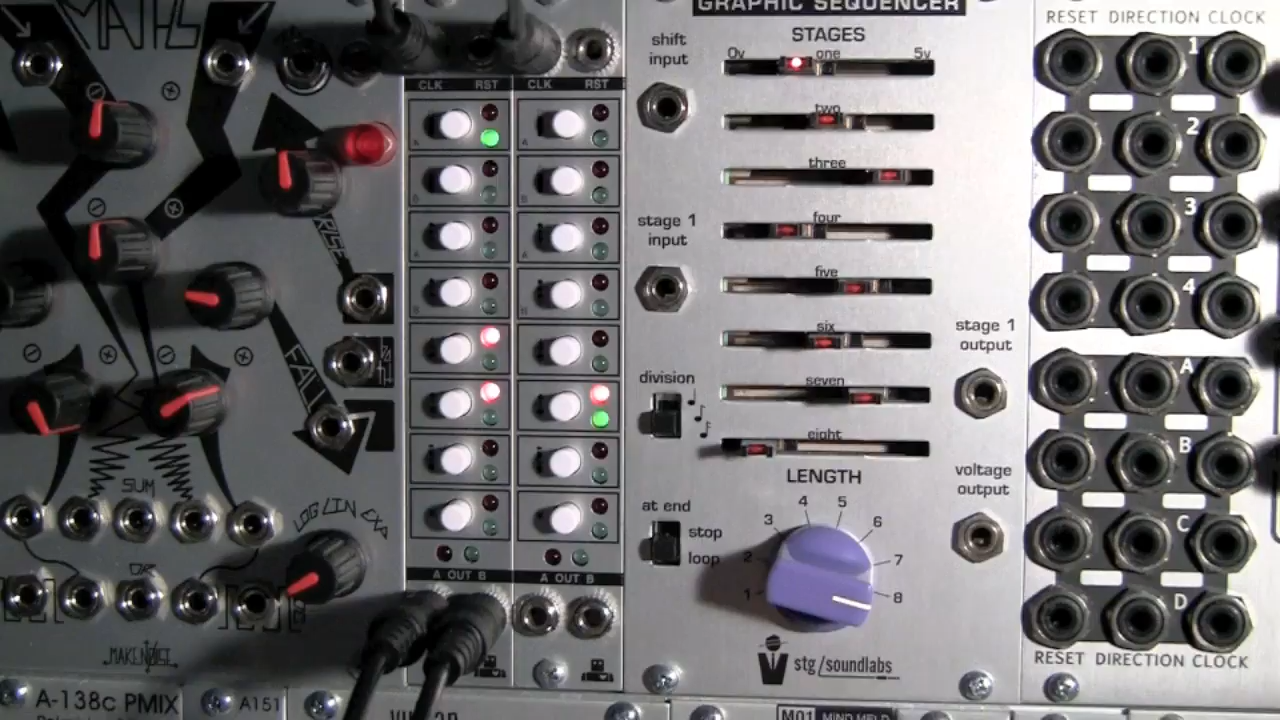 MATHS
RISE
FALL
SUM
OR
LOG LIN EXP
MAKENOISE
A-138c PMIX
A151
CLK RST CLK RST
A OUT B A OUT B
GRAPHIC SEQUENCER
STAGES
0v one 5v
two
three
four
five
six
seven
eight
shift
input
stage 1
input
division
at end
stop
loop
LENGTH
1 2 3 4 5 6 7 8
stage 1
output
voltage
output
stg/soundlabs
RESET DIRECTION CLOCK
1
2
3
4
A
B
C
D
RESET DIRECTION CLOCK
M01 MIND MELD